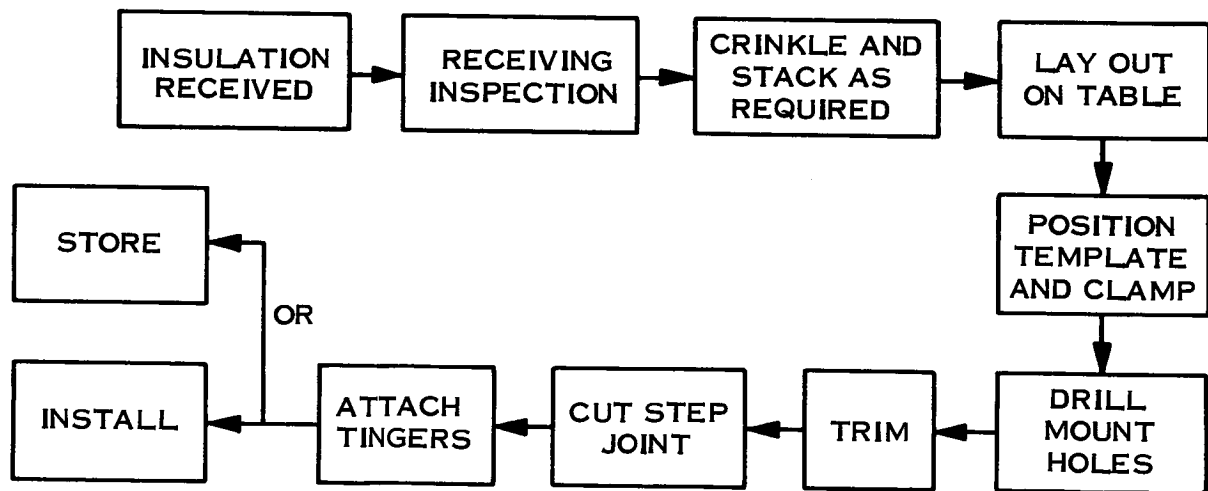 INSULATION
RECEIVED
RECEIVING
INSPECTION
CRINKLE AND
STACK AS
REQUIRED
LAY OUT
ON TABLE
POSITION
TEMPLATE
AND CLAMP
DRILL
MOUNT
HOLES
TRIM
CUT STEP
JOINT
ATTACH
TINGERS
OR
STORE
INSTALL